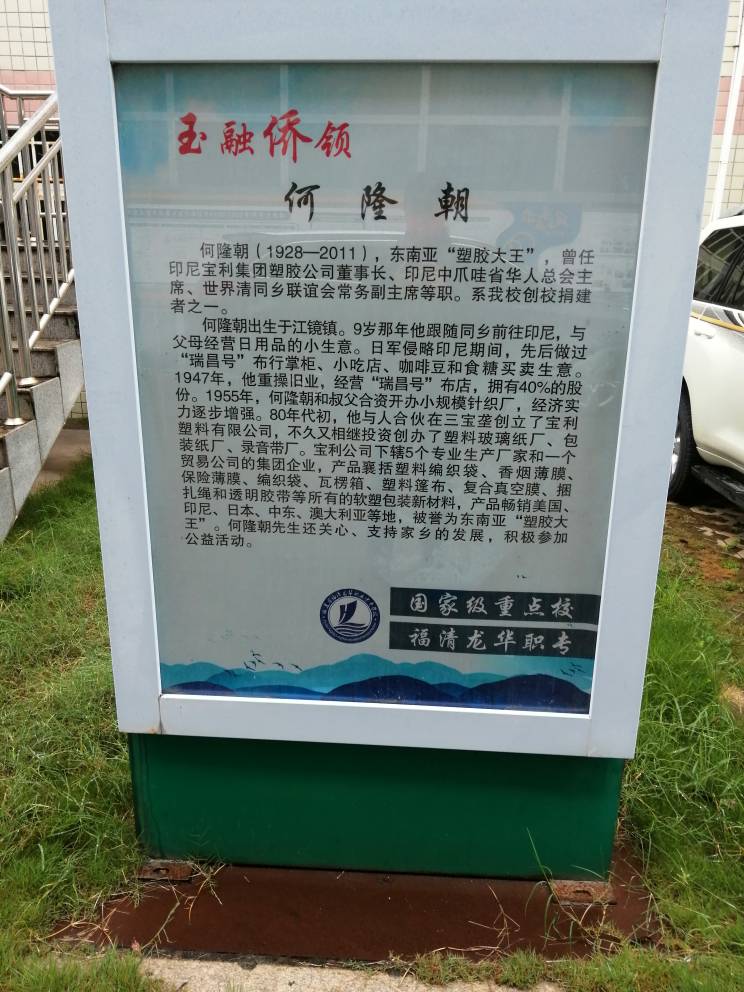 玉融侨领
何隆朝
何隆朝（1928—2011），东南亚“塑胶大王”，曾任
印尼宝利集团塑胶公司董事长、印尼中爪哇省华人总会主
席、世界清同乡联谊会常务副主席等职。系我校创校捐建
者之一。
何隆朝出生于江镜镇。9岁那年他跟随同乡前往印尼，与
父母经营日用品的小生意。日军侵略印尼期间，先后做过
“瑞昌号”布行掌柜、小吃店、咖啡豆和食糖买卖生意。
1947年，他重操旧业，经营“瑞昌号”布店，拥有40%的股
份。1955年，何隆朝和叔父合资开办小规模针织厂，经济实
力逐步增强。80年代初，他与人合伙在三宝垄创立了宝利
塑料有限公司，不久又相继投资创办了塑料玻璃纸厂、包
装纸厂、录音带厂。宝利公司下辖5个专业生产厂家和一个
贸易公司的集团企业，产品襄括塑料编织袋、香烟薄膜、
保险薄膜、编织袋、瓦楞箱、塑料篷布、复合真空膜、捆
扎绳和透明胶带等所有的软塑包装新材料，产品畅销美国、
印尼、日本、中东、澳大利亚等地，被誉为东南亚“塑胶大
王”。何隆朝先生还关心、支持家乡的发展，积极参加
公益活动。
国家级重点校
福清龙华职专